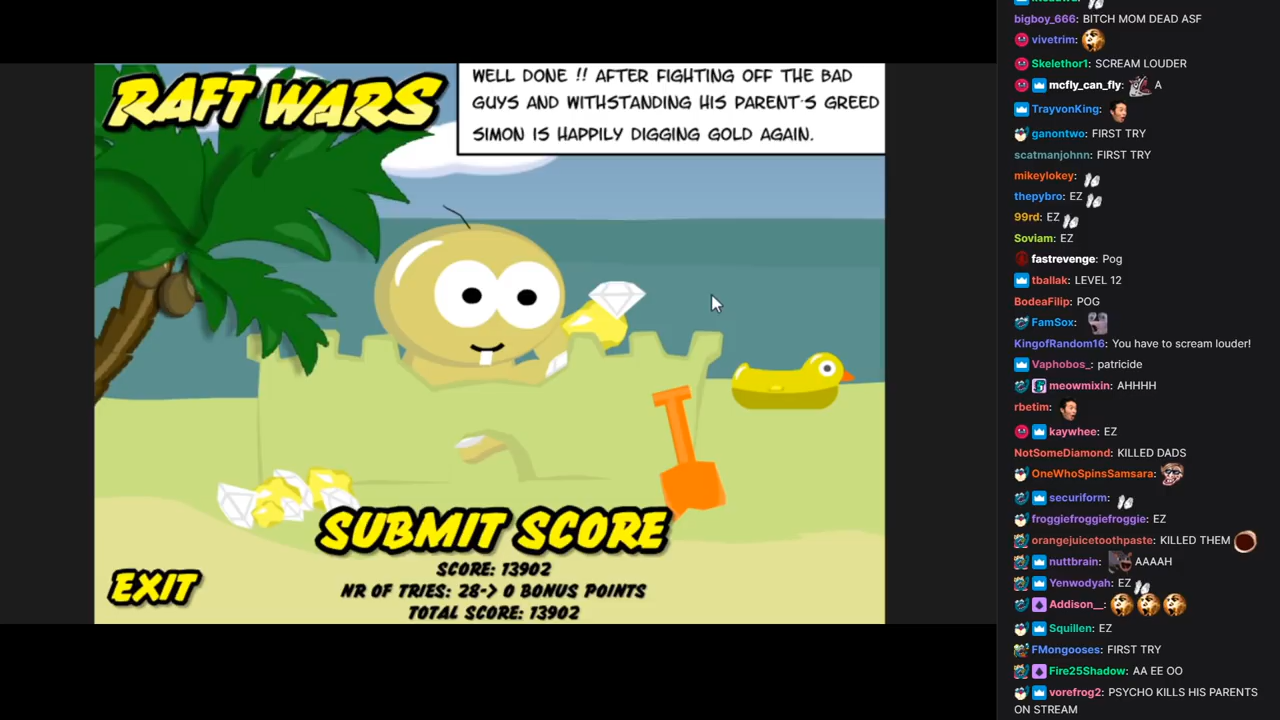 RAFT WARS
WELL DONE !! AFTER FIGHTING OFF THE BAD
GUYS AND WITHSTANDING HIS PARENT'S GREED
SIMON IS HAPPILY DIGGING GOLD AGAIN.
SUBMIT SCORE
SCORE: 13902
NR OF TRIES: 28-> 0 BONUS POINTS
TOTAL SCORE: 13902
EXIT
bigboy_666: BITCH MOM DEAD ASF
vivetrim:
Skelethor1: SCREAM LOUDER
mcfly_can_fly: A
TrayvonKing:
ganontwo: FIRST TRY
scatmanjohnn: FIRST TRY
mikeylokey:
thepybro: EZ
99rd: EZ
Soviam: EZ
fastrevenge: Pog
tballak: LEVEL 12
BodeaFilip: POG
FamSox:
KingofRandom16: You have to scream louder!
Vaphobos_: patricide
meowmixin: AHHHH
rbetim:
kaywhee: EZ
NotSomeDiamond: KILLED DADS
OneWhoSpinsSamsara:
securiform:
froggiefroggiefroggie: EZ
orangejuicetoothpaste: KILLED THEM
nuttbrain: AAAAH
Yenwodyah: EZ
Addison__:
Squillen: EZ
FMongooses: FIRST TRY
Fire25Shadow: AA EE OO
vorefrog2: PSYCHO KILLS HIS PARENTS
ON STREAM